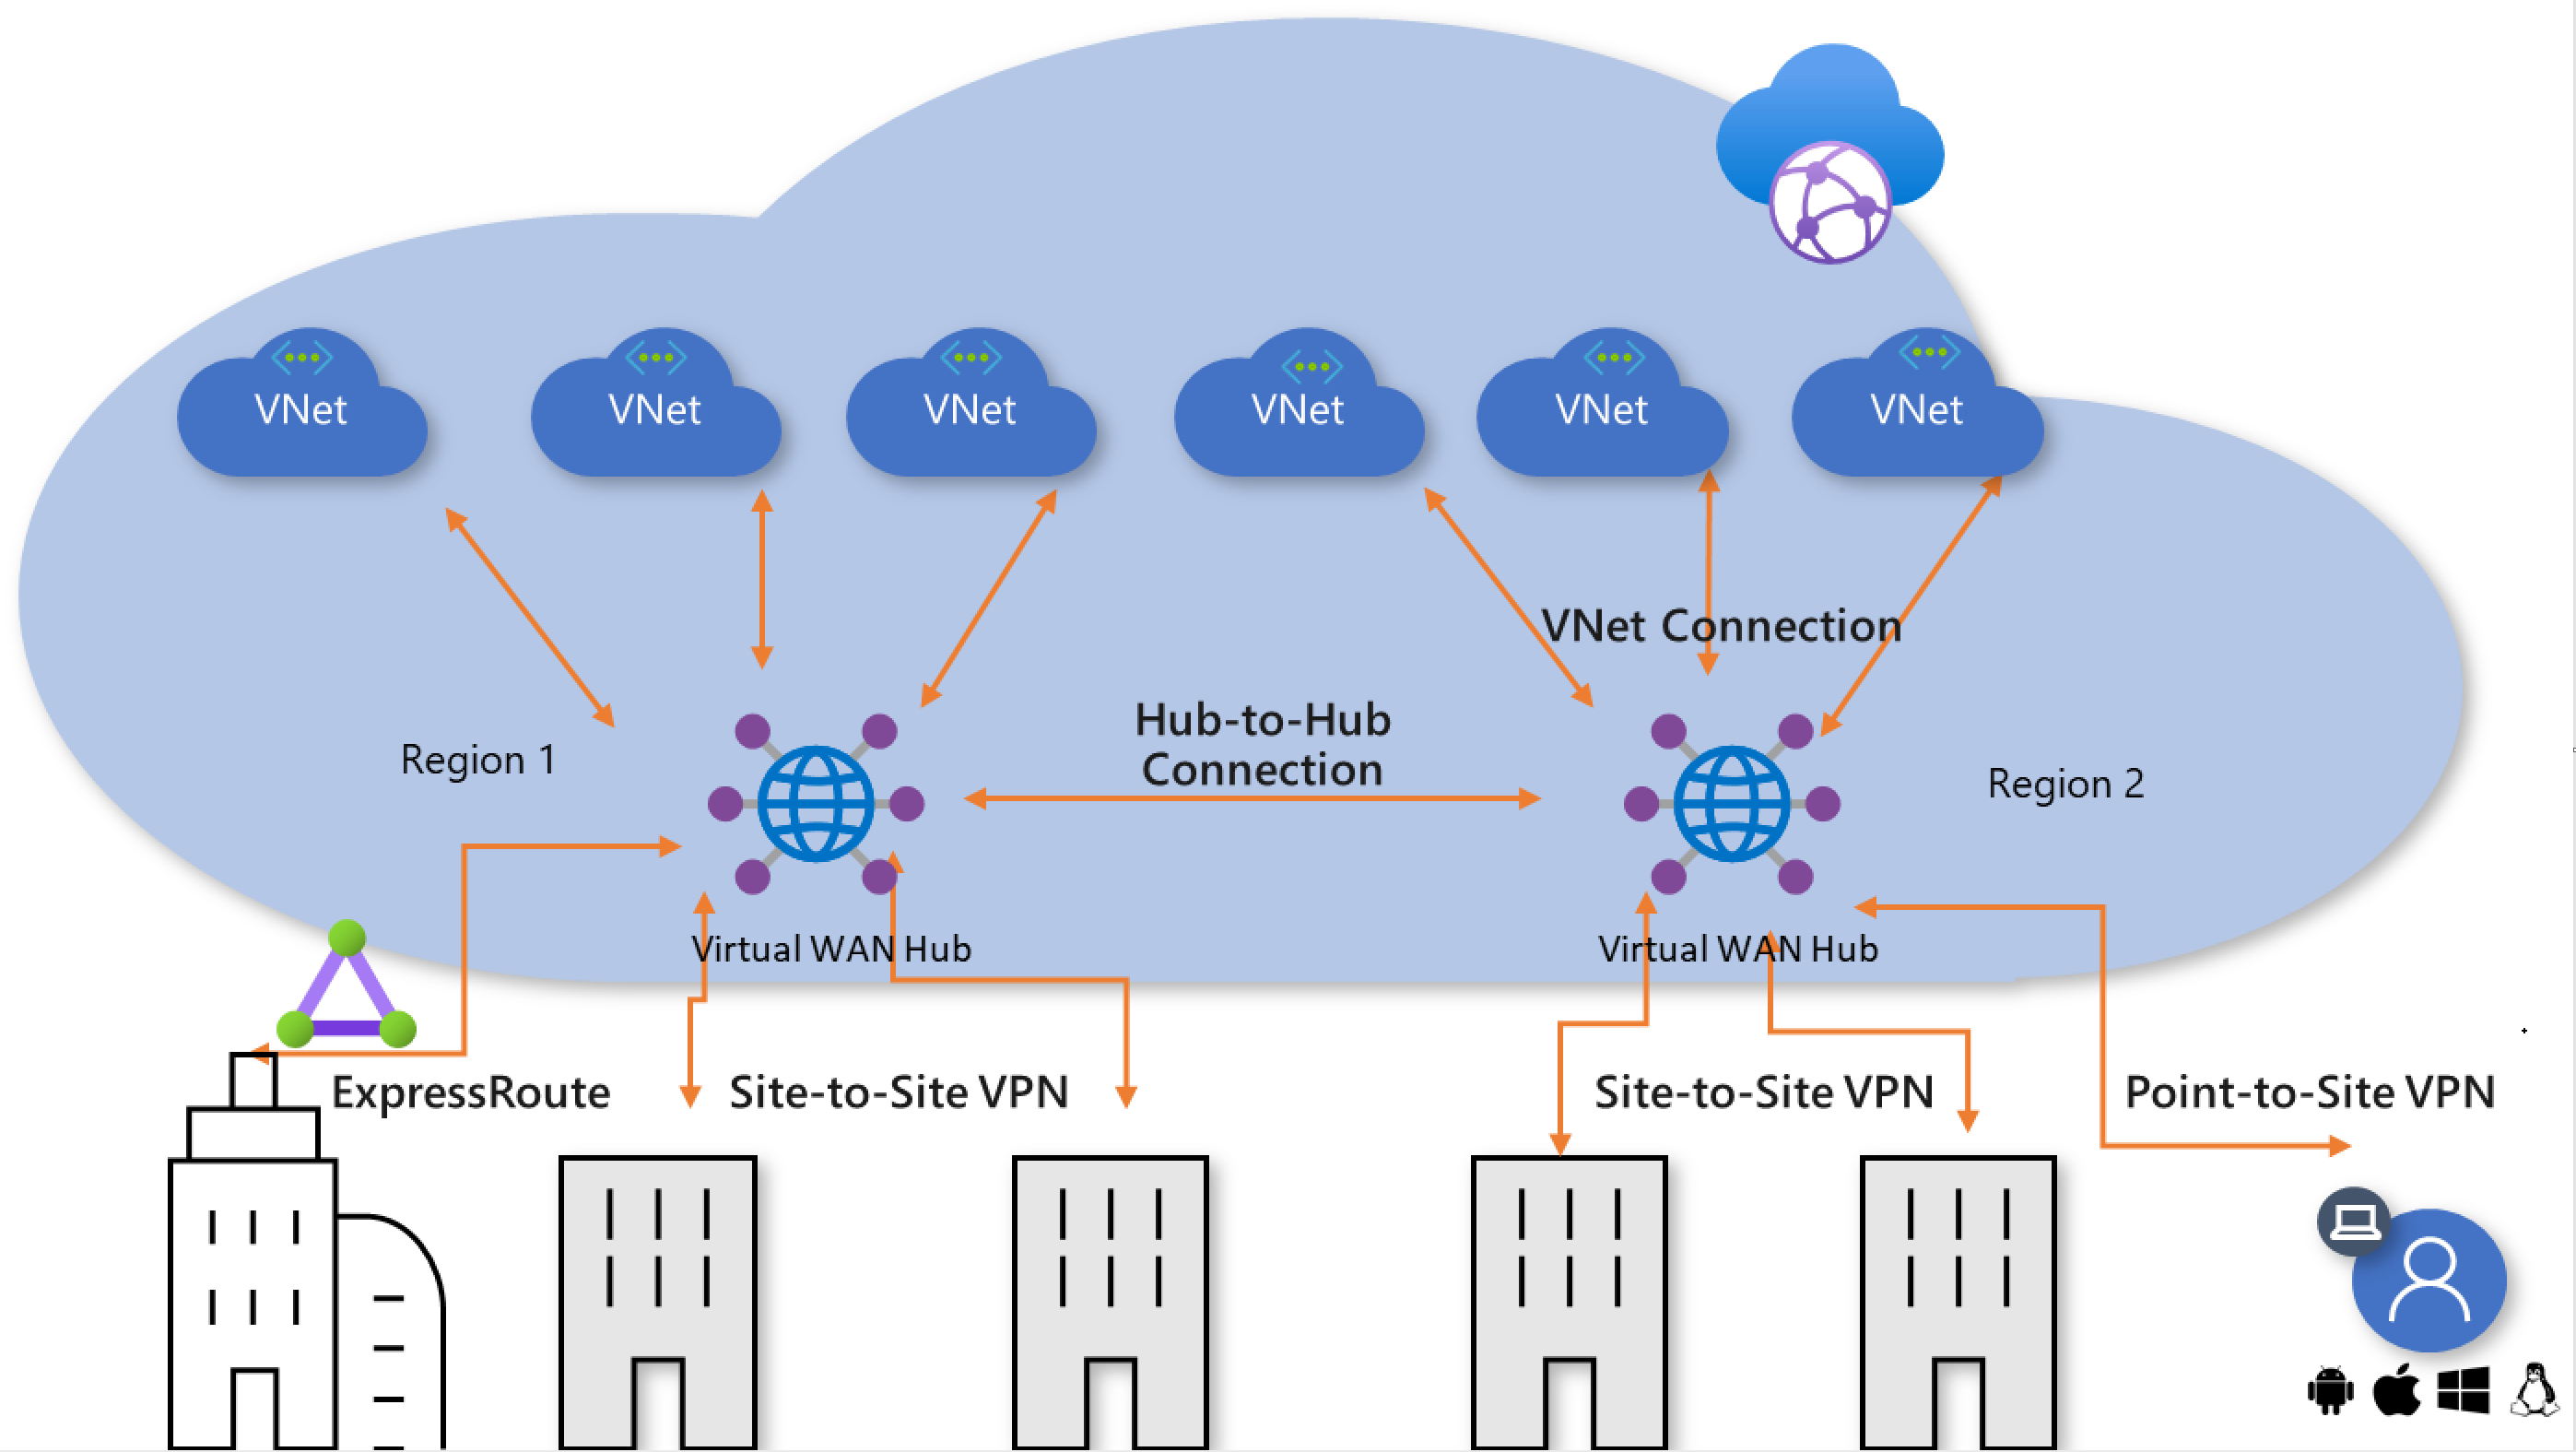 VNet
VNet
VNet
VNet
VNet
VNet
VNet Connection
Hub-to-Hub
Connection
Region 1
Region 2
Virtual WAN Hub
Virtual WAN Hub
ExpressRoute
Site-to-Site VPN
Site-to-Site VPN
Point-to-Site VPN